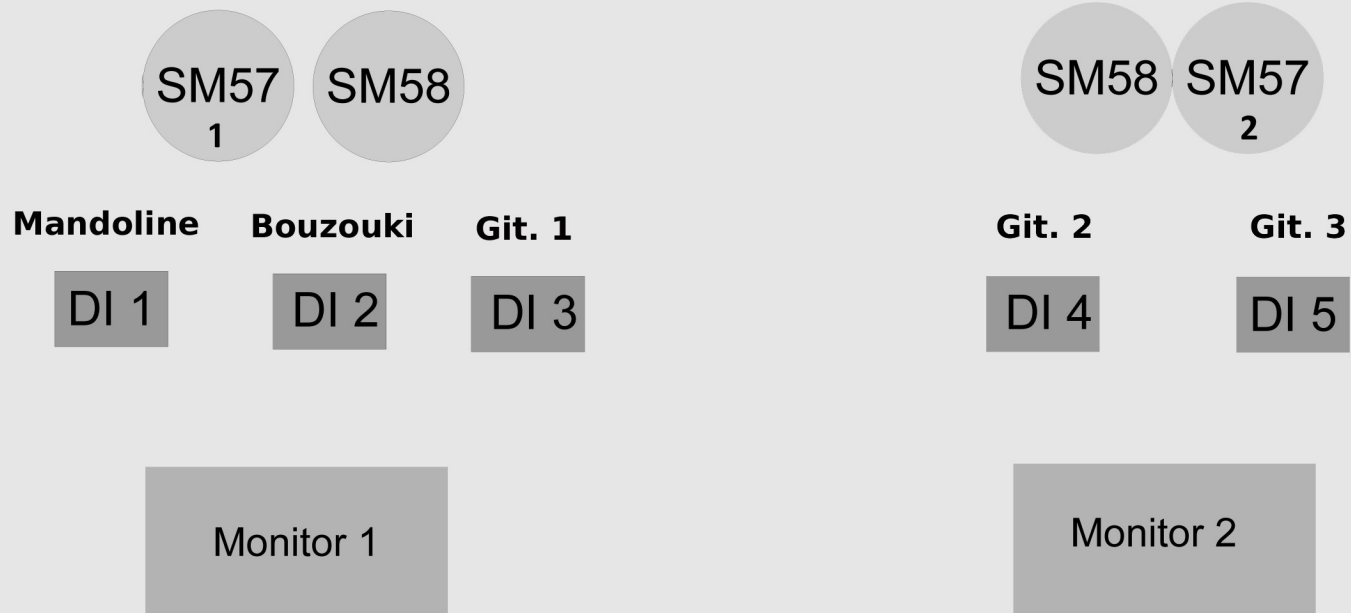 SM57 SM58 SM58 SM57
1 2
Mandoline Bouzouki Git. 1 Git. 2 Git. 3
DI 1 DI 2 DI 3 DI 4 DI 5
Monitor 1 Monitor 2